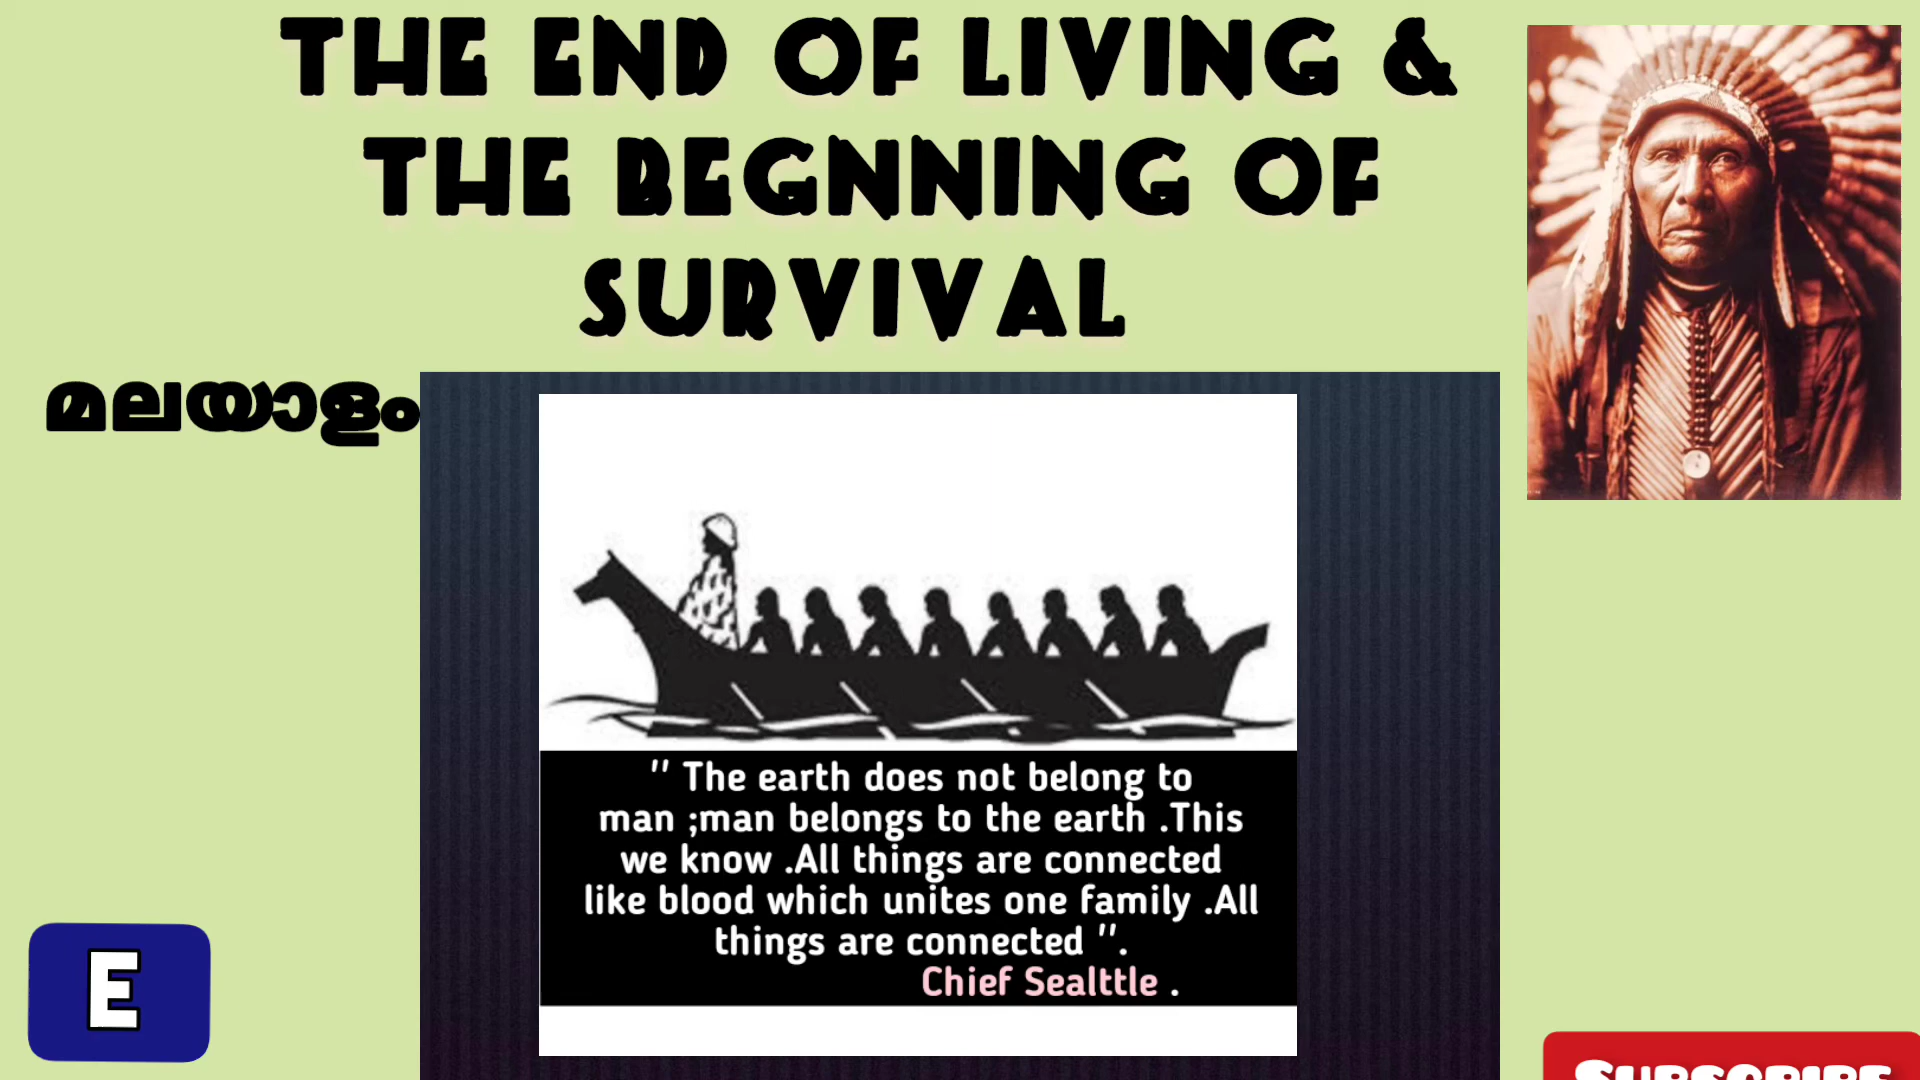 THE END OF LIVING &
THE BEGNNING OF
SURVIVAL
മലയാളം
" The earth does not belong to
man ;man belongs to the earth .This
we know .All things are connected
like blood which unites one family .All
things are connected ".
Chief Sealttle .
E
SUBSCRIBE